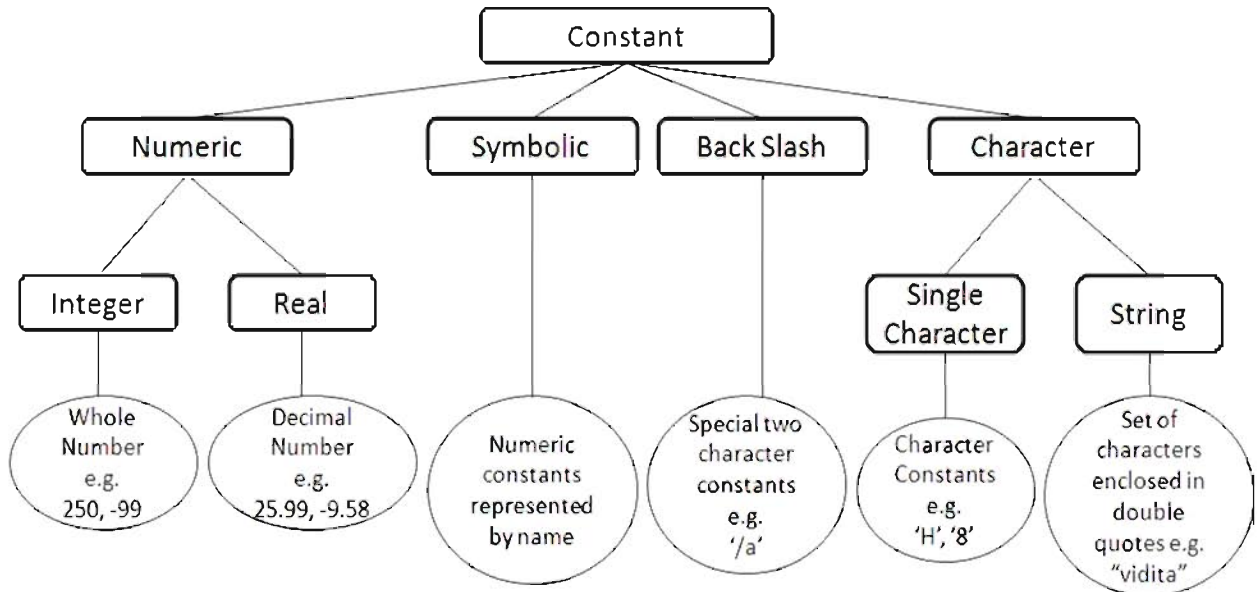 Constant
Numeric
Symbolic
Back Slash
Character
Integer
Real
Single
Character
String
Whole
Number
e.g.
250, -99
Decimal
Number
e.g.
25.99, -9.58
Numeric
constants
represented
by name
Special two
character
constants
e.g.
‘/a’
Character
Constants
e.g.
‘H’, ‘8’
Set of
characters
enclosed in
double
quotes e.g.
“vidita”